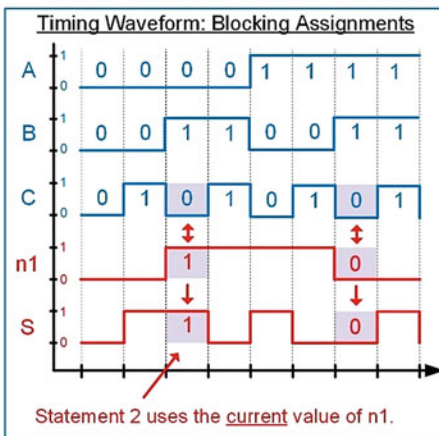 Timing Waveform: Blocking Assignments
A 1 0 0 0 0 0 1 1 1 1
B 1 0 0 0 1 1 0 0 1 1
C 1 0 0 1 0 1 0 1 0 1
n1 1 0 1 0
S 1 0 1 0
Statement 2 uses the current value of n1.